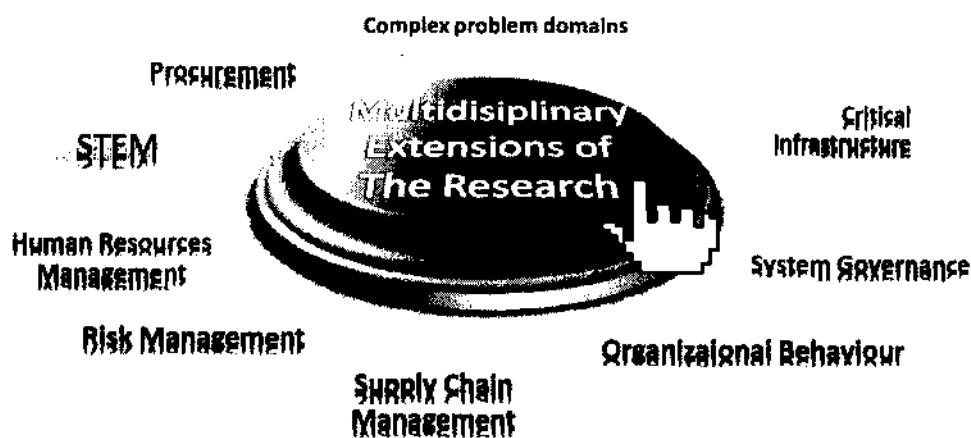 Complex problem domains
Procurement
Multidisiplinary
Extensions of
The Research
Critical
Infrastructure
STEM
Human Resources
Management
System Governance
Risk Management
Organizaional Behaviour
Supply Chain
Management